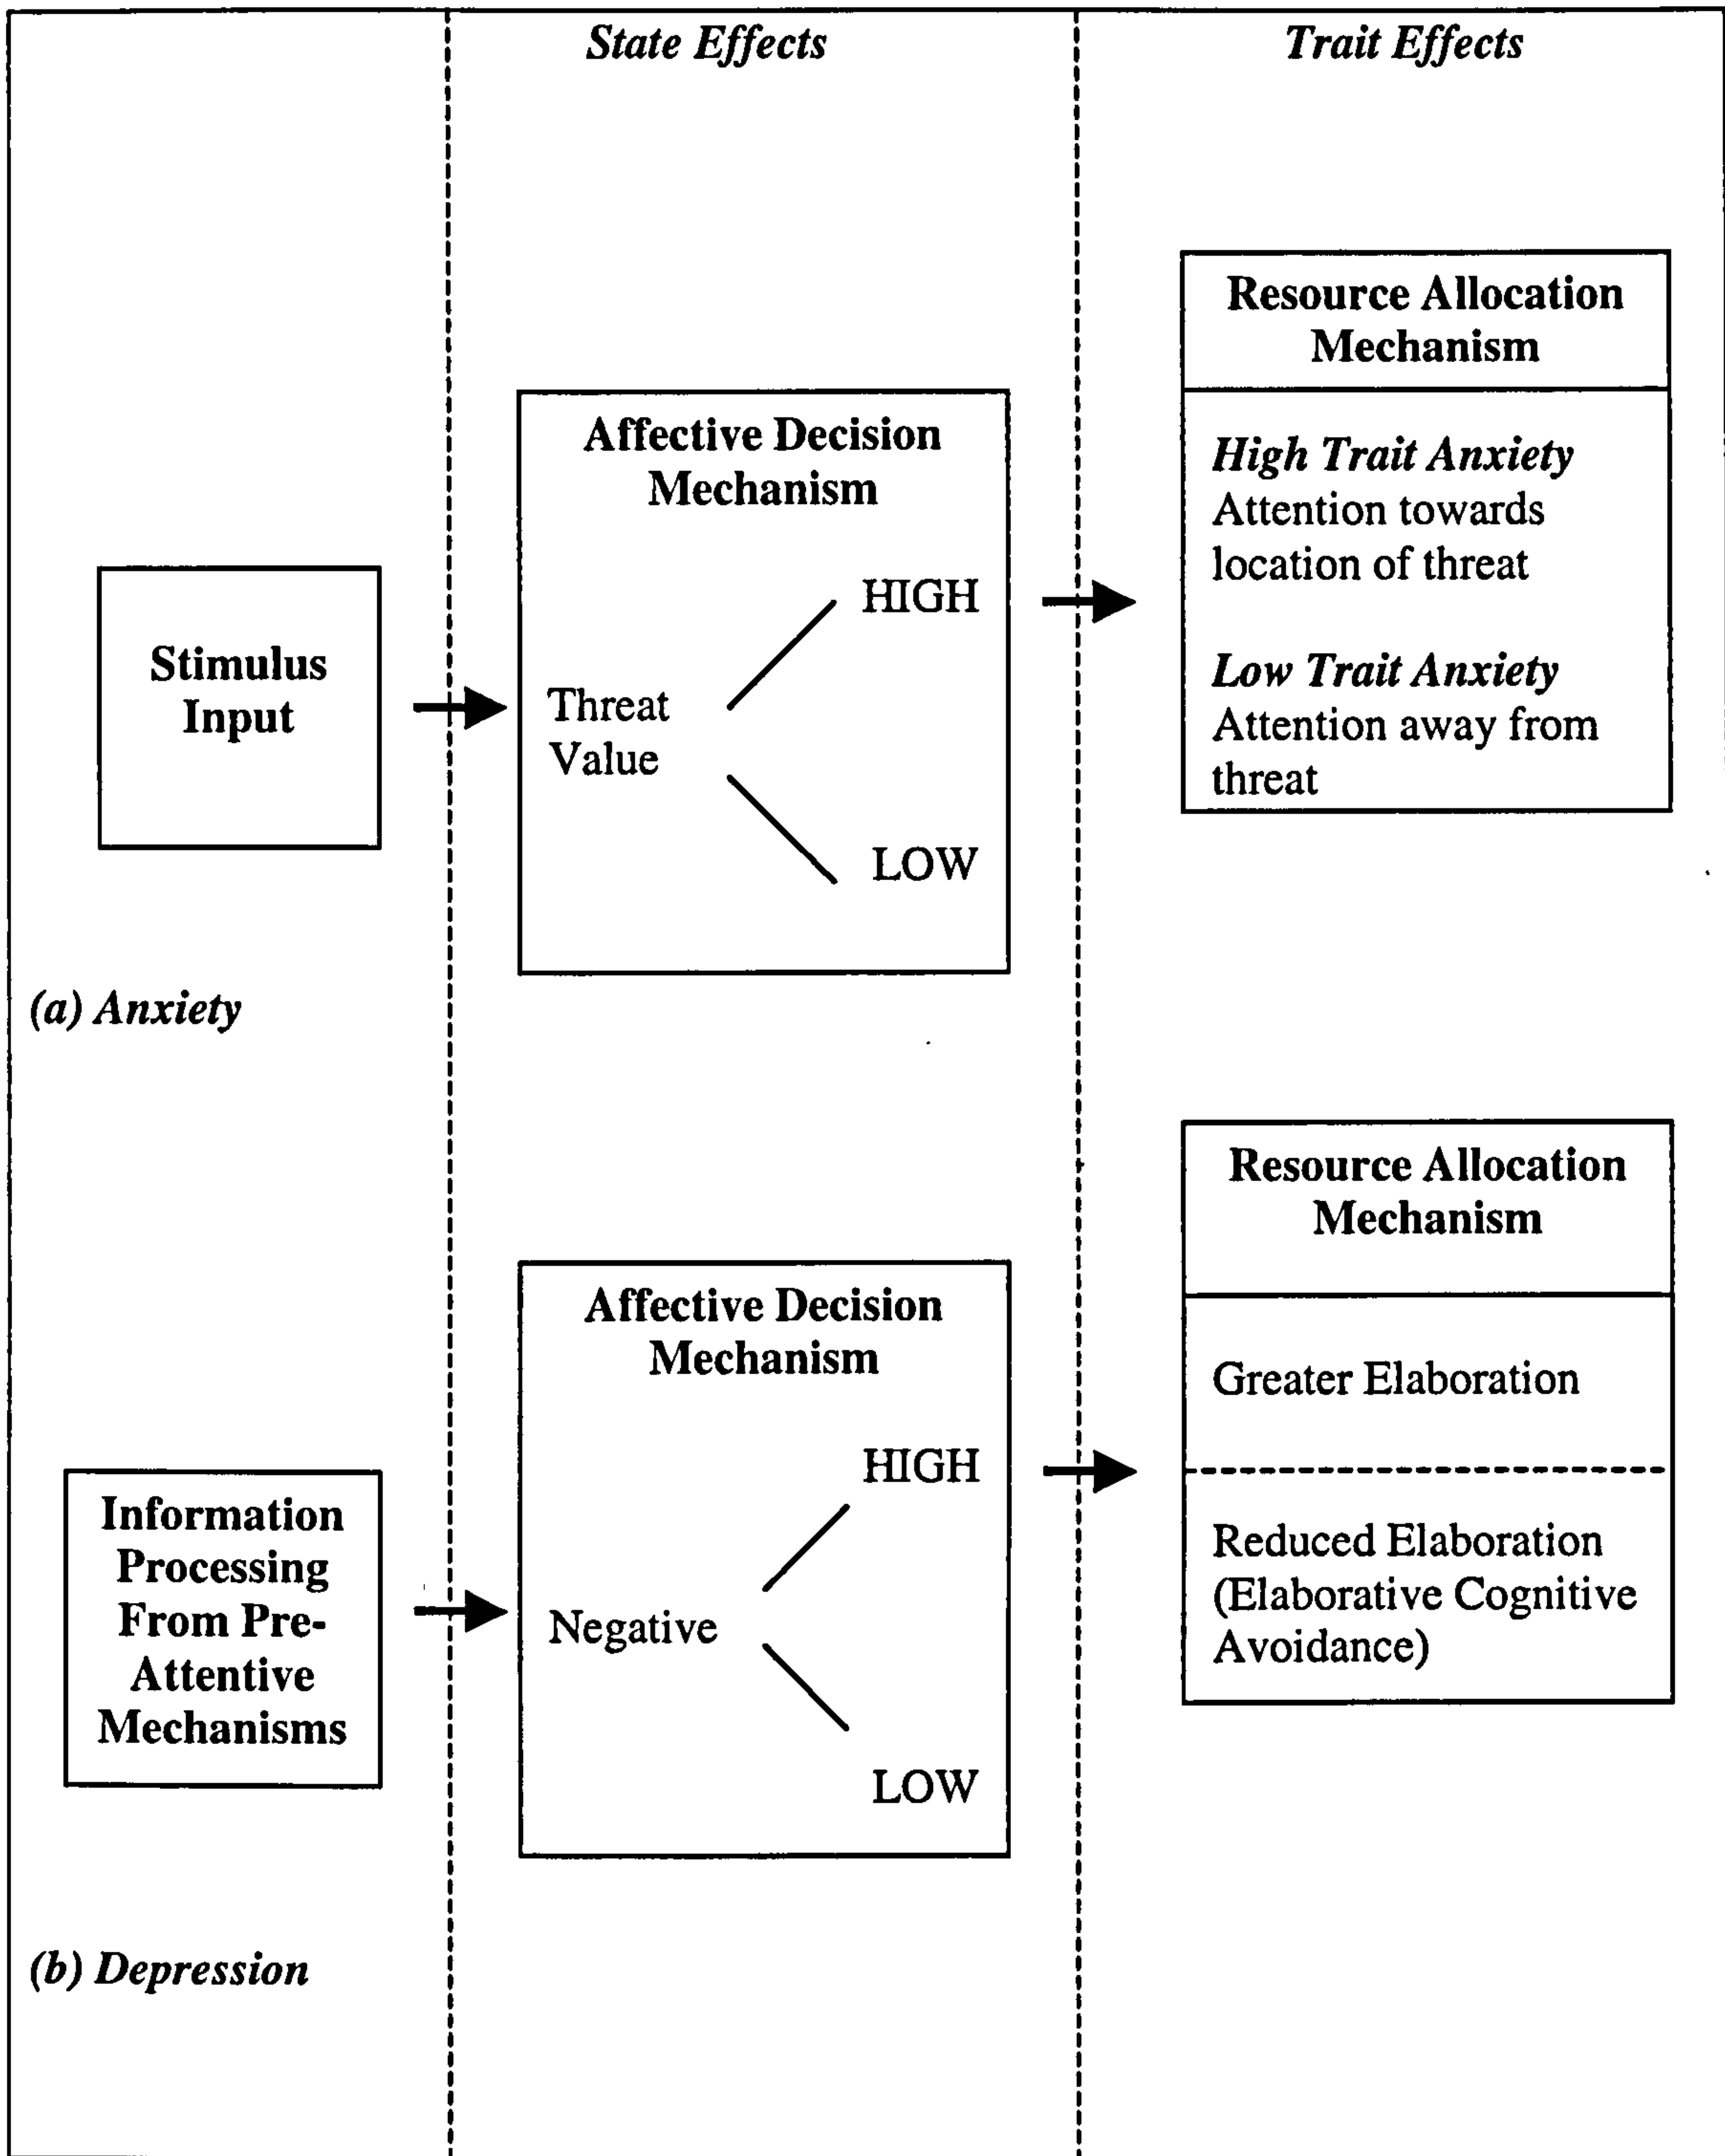 State Effects
Trait Effects
Stimulus
Input
Affective Decision
Mechanism
Threat
Value
HIGH
LOW
Resource Allocation
Mechanism
High Trait Anxiety
Attention towards
location of threat
Low Trait Anxiety
Attention away from
threat
(a) Anxiety
Information
Processing
From Pre-
Attentive
Mechanisms
Affective Decision
Mechanism
Negative
HIGH
LOW
Resource Allocation
Mechanism
Greater Elaboration
Reduced Elaboration
(Elaborative Cognitive
Avoidance)
(b) Depression